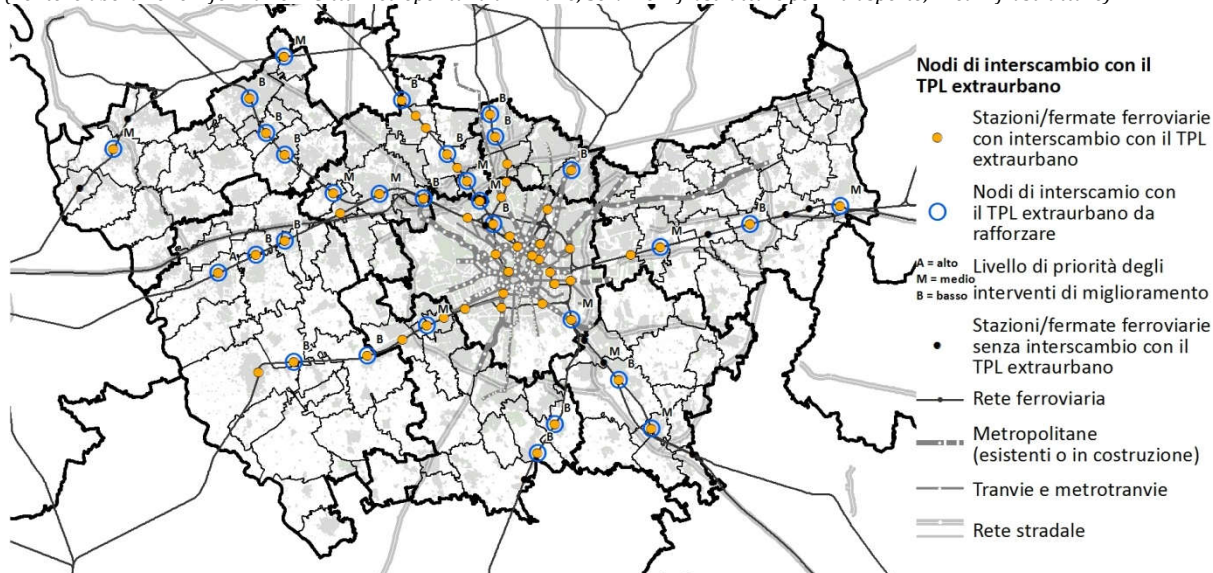 Nodi di interscambio con il
TPL extraurbano
Stazioni/fermate ferroviarie
con interscambio con il TPL
extraurbano
Nodi di interscamio con
il TPL extraurbano da
rafforzare
A = alto
M = medio
B = basso
Livello di priorità degli
interventi di miglioramento
Stazioni/fermate ferroviarie
senza interscambio con il
TPL extraurbano
Rete ferroviaria
Metropolitane
(esistenti o in costruzione)
Tranvie e metrotranvie
Rete stradale
M
B
B
M
B
B
B
B
B
B
M
M
M
B
M
M
B
B
B
A
M
B
M
M
B
B
M
M
B
M
B
B